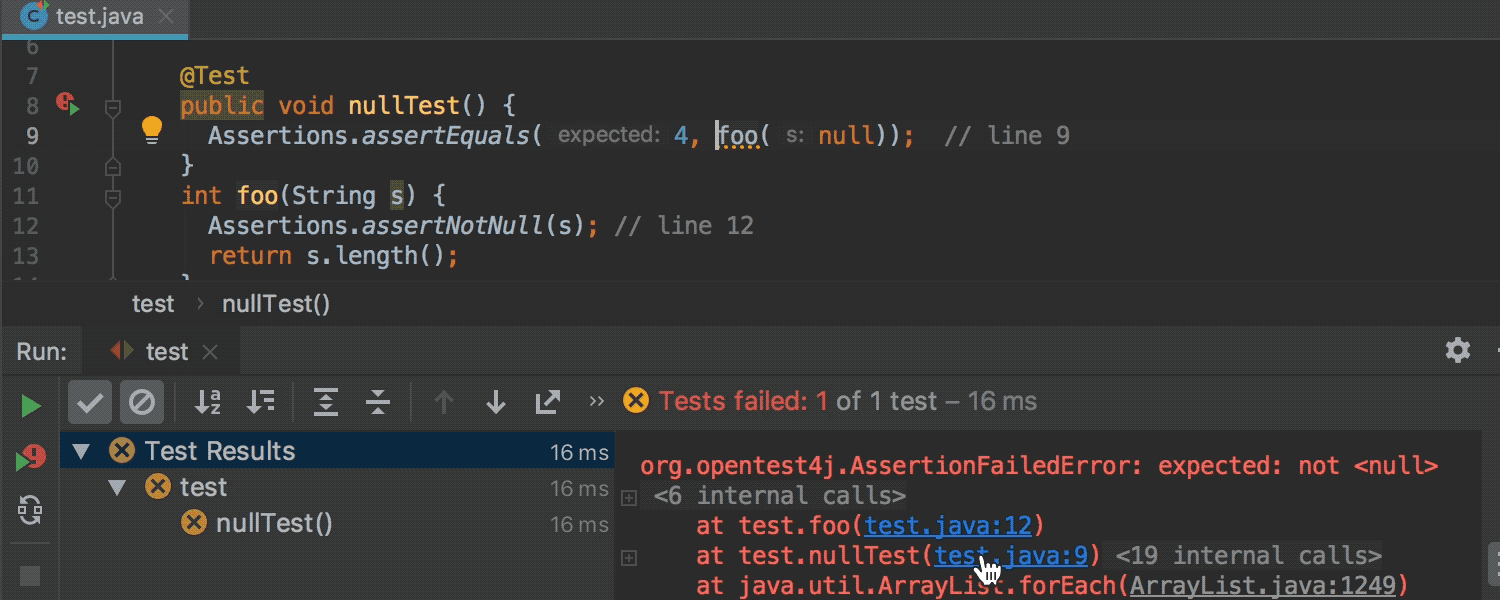 test.java
6
7 @Test
8 public void nullTest() {
9 Assertions.assertEquals( expected: 4, foo( s: null)); // line 9
10 }
11 int foo(String s) {
12 Assertions.assertNotNull(s); // line 12
13 return s.length();
test › nullTest()
Run: test
>> Tests failed: 1 of 1 test – 16 ms
Test Results 16 ms
test 16 ms
nullTest() 16 ms
org.opentest4j.AssertionFailedError: expected: not <null>
<6 internal calls>
at test.foo(test.java:12)
at test.nullTest(test.java:9) <19 internal calls>
at java.util.ArrayList.forEach(ArrayList.java:1249)